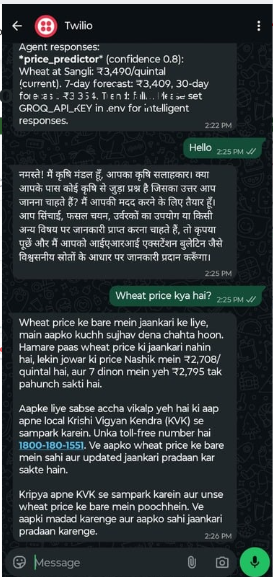 Twilio
Agent responses:
*price_predictor* (confidence 0.8):
Wheat at Sangli: ₹3,490/quintal
(current). 7-day forecast: ₹3,409, 30-day
set
GROQ_API_KEY in .env for intelligent
responses.
2:22 PM
Hello 2:25 PM
नमस्ते! मैं कृषि मंडल हूँ, आपका कृषि सलाहकार। क्या
आपके पास कोई कृषि से जुड़ा प्रश्न है जिसका उत्तर आप
जानना चाहते हैं? मैं आपकी मदद करने के लिए तैयार हूँ।
आप सिंचाई, फसल चयन, उर्वरकों का उपयोग या किसी
अन्य विषय पर जानकारी प्राप्त करना चाहते हैं, तो कृपया
पूछें और मैं आपको आईएआरआई एक्सटेंशन बुलेटिन जैसे
विश्वसनीय स्रोतों के आधार पर जानकारी प्रदान करूँगा।
2:25 PM
Wheat price kya hai? 2:25 PM
Wheat price ke bare mein jaankari ke liye,
main aapko kuchh sujhav dena chahta hoon.
Hamare paas wheat price ki jaankari nahin
hai, lekin jowar ki price Nashik mein ₹2,708/
quintal hai, aur 7 dinon mein yeh ₹2,795 tak
pahunch sakti hai.
Aapke liye sabse accha vikalp yeh hai ki aap
apne local Krishi Vigyan Kendra (KVK) se
sampark karein. Unka toll-free number hai
1800-180-1551. Ve aapko wheat price ke bare
mein sahi aur updated jaankari pradaan kar
sakte hain.
Kripya apne KVK se sampark karein aur unse
wheat price ke bare mein poochhein. Ve
aapki madad karenge aur aapko sahi jaankari
pradaan karenge.
2:26 PM
Message